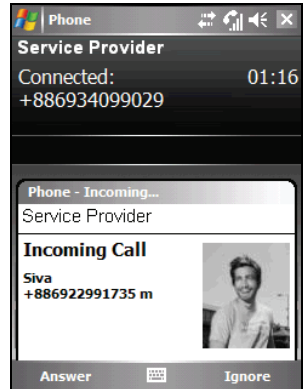 Phone
Service Provider
Connected: 01:16
+886934099029
Phone - Incoming...
Service Provider
Incoming Call
Siva
+886922991735 m
Answer Ignore